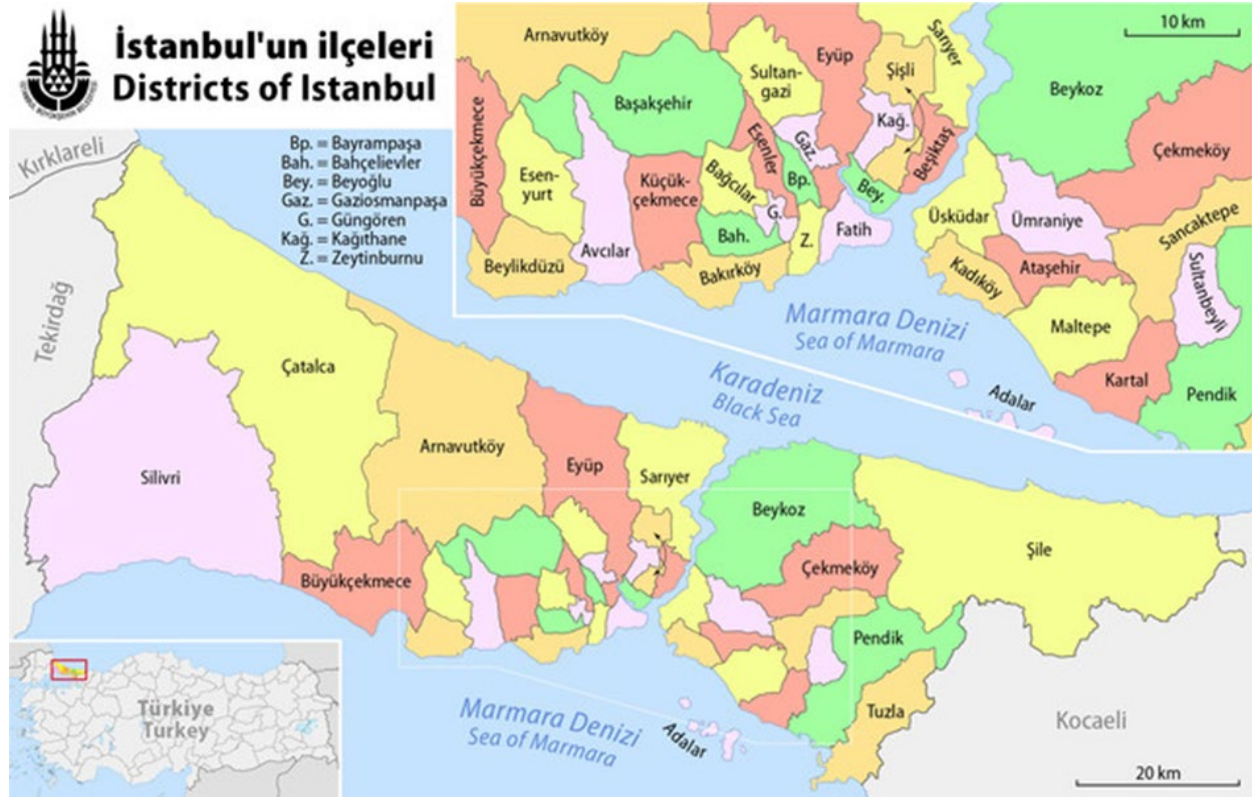 İstanbul'un ilçeleri
Districts of Istanbul
Bp. = Bayrampaşa
Bah. = Bahçelievler
Bey. = Beyoğlu
Gaz. = Gaziosmanpaşa
G. = Güngören
Kağ. = Kağıthane
Z. = Zeytinburnu
10 km
Arnavutköy
Eyüp
Sarıyer
Şişli
Sultan-
gazi
Beykoz
Başakşehir
Büyükçekmece
Kağ.
Esenler
Gaz.
Beşiktaş
Çekmeköy
Esen-
yurt
Küçük-
çekmece
Bağcılar
Bp.
Bey.
G.
Üsküdar
Ümraniye
Sancaktepe
Avcılar
Bah.
Z.
Fatih
Beylikdüzü
Bakırköy
Kadıköy
Ataşehir
Sultanbeyli
Maltepe
Marmara Denizi
Sea of Marmara
Kartal
Pendik
Adalar
Kırklareli
Tekirdağ
Karadeniz
Black Sea
Çatalca
Silivri
Arnavutköy
Eyüp
Sarıyer
Beykoz
Şile
Büyükçekmece
Çekmeköy
Pendik
Tuzla
Kocaeli
Marmara Denizi
Sea of Marmara
Adalar
Türkiye
Turkey
20 km